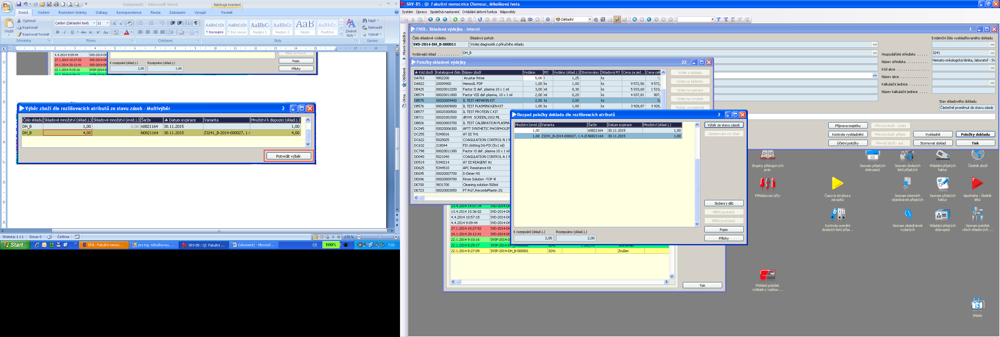 Dokument1 - Microsoft Word
Nástroje kreslení
Domů Vložení Rozložení stránky Odkazy Korespondence Revize Zobrazení Vývojář Formát
Vložit
Vyjmout
Kopírovat
Kopírovat formát
Schránka
Calibri (Základní text) 11
Písmo
Odstavec
AaBbCcDc AaBbCcDc AaBbCc AaBbCc AaB AaBbCc.
¶ Normální ¶ Bez mezer Nadpis 1 Nadpis 2 Název Podtitul
Změnit styly
Styly
Najít
Nahradit
Vybrat
Úpravy
4.4.2014 9:09:44 SVD-2014-DH
27.1.2014 10:27:52 SVD-2014-DH
24.1.2014 20:12:41 SVD-2014-DH
22.1.2014 9:10:16 SVSP-2014-D
22.1.2014 8:29:17 SVSP-2014-D
K rozepsání (sklad.j.) Rozepsáno (sklad.j.)
2,00 1,00
Měřicí protokoly
Popis
Přílohy
Výběr zboží dle rozlišovacích atributů ze stavu zásob - Multivýběr 2
Číslo skladu Skladové množství (sklad.j.) Skladové množství (evid.j.) Šarže Datum expirace Varianta Množství k dispozici (sklad.j.)
DH_B 1,00 0,00 n0821164 30.11.2015 1,00
DH_B 4,00 N0821164 30.11.2015 Z3241_B-2014-000027, 1.4 4,00
Potvrdit výběr
Stránka: 1 z 1 Slova: 0 Čeština 170 %
Start EFA - Fakultní nemoc... pro ing. mIkoškovou, ... SRV-85 : QI Fakultní ... Dokument1 - Microsof... CS 100% 7:01
SRV-85 : QI Fakultní nemocnice Olomouc, Mikošková Iveta
Systém Úpravy Společná nastavení Ovládání aktivní funkce Nápovědy
Základní
Hlavní nabídka
Oblíbené
Okna
FNOL: Skladová výdejka - interní 1
Číslo skladové výdejky Skladový pohyb Evidenční číslo vyskladňovaného dokladu
SVD-2014-DH_B-000011 Výdej diagnostik z příručního skladu
Vydávající sklad DH_B
Hospodářské středisko 3241
Název střediska Hemato-onkologická klinika, laboratoř - SV
Kód akce
Název akce
Kalkulační jednice
Název kalkulační jednice
Stav skladového dokladu
Částečně promítnut do stavu zásob
Příprava majetku Převod zboží - výdej
Kontrola vyskladnění Převod zboží -příjem Vyskladnit Položky dokladu
Účetní položky Převod zboží - aut. Stornovat doklad Tisk
Položky skladové výdejky 22
Kód zboží Katalogové číslo Název zboží Vydáno MJ Vydáno (sklad.j.) Stornováno Skladová MJ Cena za jed... Cena celk
DA763 9802200 Acustar Rinse 5,00 l 1,25 ks 0,
DA822 20009900 HemosIL FDP 1,00 ks 1,00 ks 9 572,56 9 572,
DB425 00020012200 Factor II def. plasma 10 x 1 ml 3,00 ml 0,30 ks 5 033,60 1 510,
DB574 00020011800 Factor VIII def.plasma, 10 x 1 ml 2,00 ml 0,20 ks 4 037,81 807,
DB575 00020009400 IL TEST HEPARIN KIT 2,00 ks 2,00 ks 0,
DB576 00020009000 IL TEST PLASMINOGEN KIT 1,00 ks 1,00 ks 3 928,87 3 928,
DB577 0020300500 IL TEST PROTEIN C KIT
DB711 0020301500 dRVVt SCREEN,10X2 ML
DB826 0020003700 IL TEST CALIBRATION PLASMA
DC045 0020006300 APTT SYNTHETIC PHOSPHOLIP
DC255 5340016 AT III TH1
DC622 5020025 COAGULATION CONTROL N 1 M
DC632 218044 FIX clotting DG-FIX (5x1 ml)
DC798 00020011300 Factor XI def. plasma 10 x 1 ml
DD040 5021040 COAGULATION CONTROL A 1 M
DD519 5340214 AT III REAGENT A1
DD625 5344510 APC Resistance Kit
DE695 00020007700 D-Dimer HS
DE696 00020009700 Rinse Solution -TOP 4l
DE700 9831700 Cleaning solution 500ml
DE723 00020003050 PT RGT,RecombiPlastin 2G
Výběr z dokladu
Výdej na žádanky
Výdej na operace
Výdej na výrobek
Požad. na materiál
Rozpad položky dokladu dle rozlišovacích atributů 2
Množství (evid.j) Varianta Šarže Datum expirace Množství (sklad.j.)
1,00 n0821164 30.11.2015 1,00
1,00 Z3241_B-2014-000027, 1.4.20 N0821164 30.11.2015 1,00
Výběr ze stavu zásob
Generování výr.čísel
Složení z dílů
Měřicí protokol
Měřicí protokoly
Popis
Přílohy
K rozepsání (sklad.j.) Rozepsáno (sklad.j.)
2,00 2,00
23.4.2014 14:07:34 SVD-2014-DH
13.4.2014 10:36:02 SVD-2014-DH
4.4.2014 10:57:18 SVD-2014-DH
4.4.2014 9:09:44 SVD-2014-DH
27.1.2014 10:27:52 SVD-2014-DH
24.1.2014 20:12:41 SVD-2014-DH
22.1.2014 9:10:16 SVSP-2014-D
22.1.2014 8:29:17 SVSP-2014-DH_B-000002 3241 1 101,70 Stornován
22.1.2014 8:27:09 SVSP-2014-DH_B-000001 3241 Zrušen
Tisk
Skupiny přístupových práv
Seznam přijatých dobropisů
Seznam dodacích listů přijatých
Vkládání přijatých faktur
Číselník zboží
Přihlašovací účty
Časová struktura závazků
Seznam interních objednávek přijatých
Seznam přijatých faktur
Apotheke - číselník léků
Kontrola ocenění dodacích listů přija...
Seznam objednávek vydaných
Vkládání přijatých dobropisů
Seznam položek všech skladových ...
Přehled položek výdejek s vazbou ...
Sklady